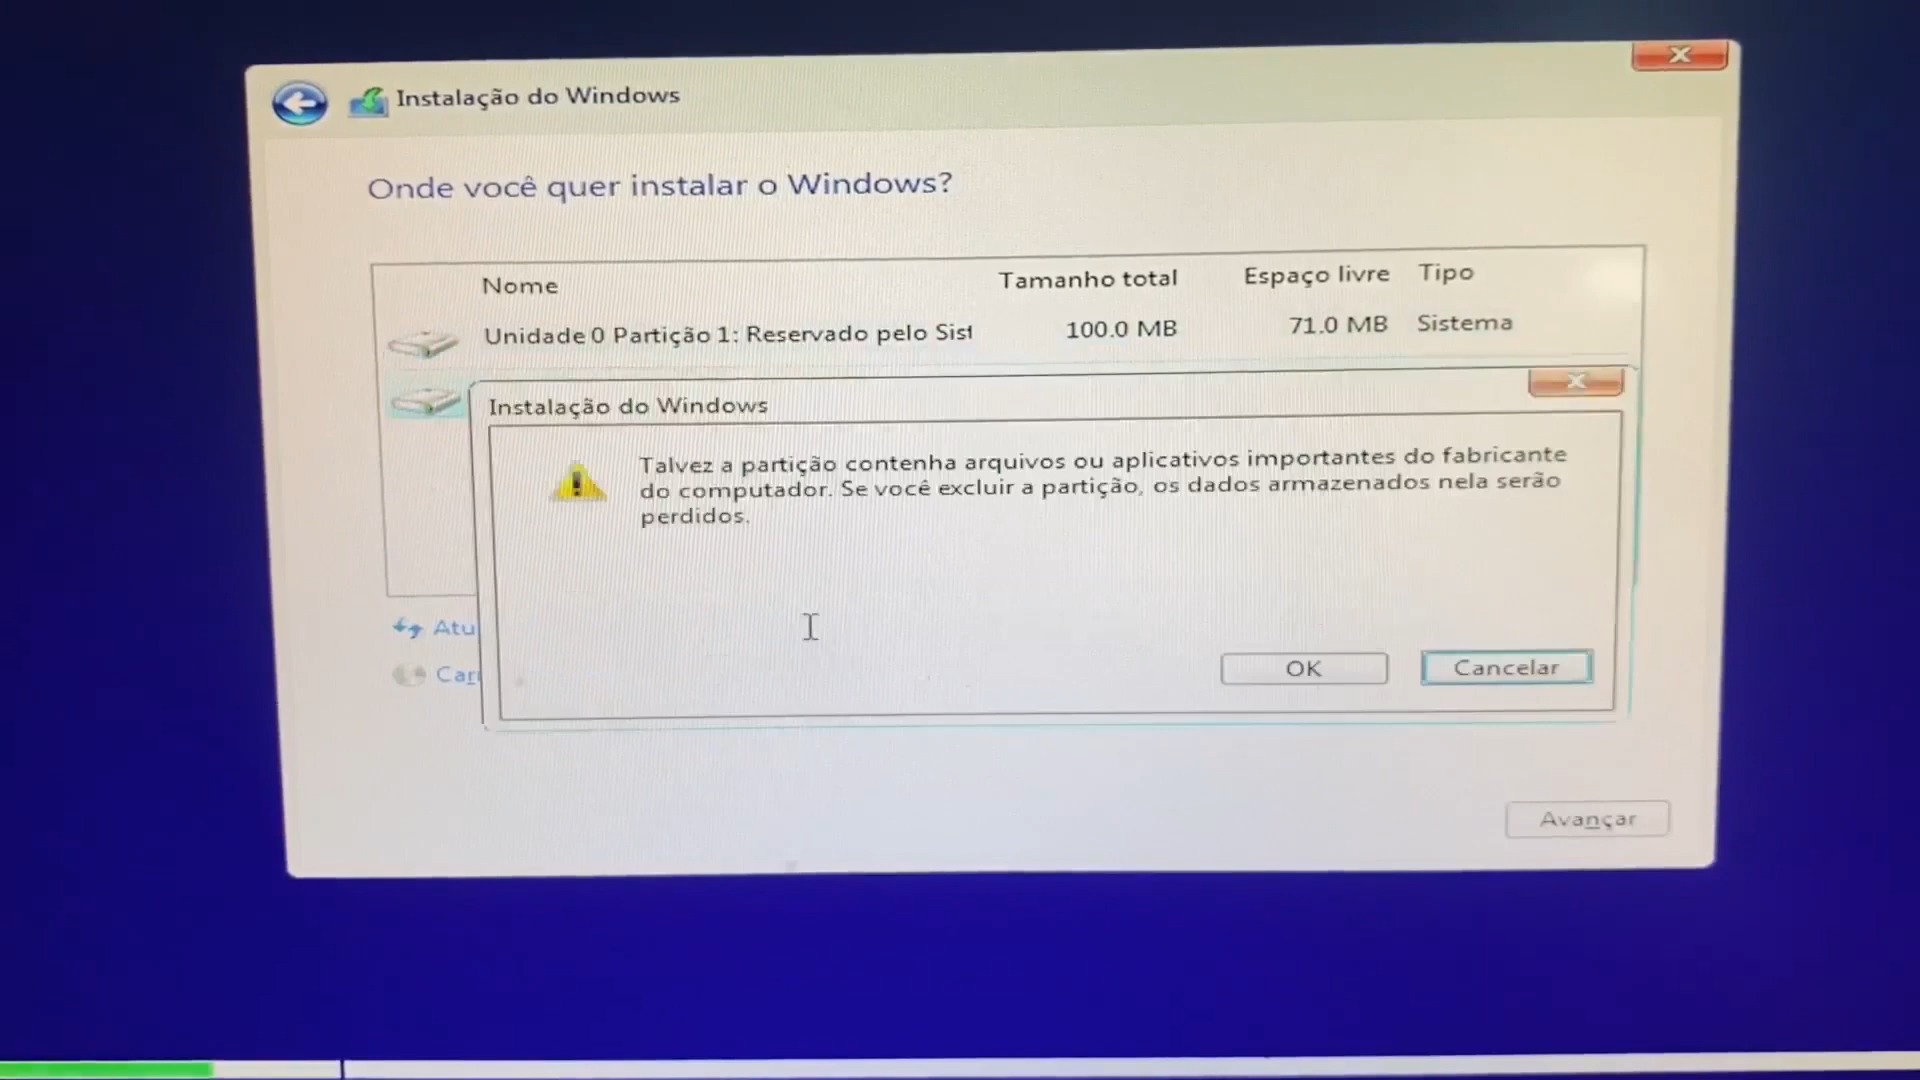 Instalação do Windows
Onde você quer instalar o Windows?
Nome Tamanho total Espaço livre Tipo
Unidade 0 Partição 1: Reservado pelo Sist 100.0 MB 71.0 MB Sistema
Instalação do Windows
Talvez a partição contenha arquivos ou aplicativos importantes do fabricante
do computador. Se você excluir a partição, os dados armazenados nela serão
perdidos.
Atu
Car
OK Cancelar
Avançar